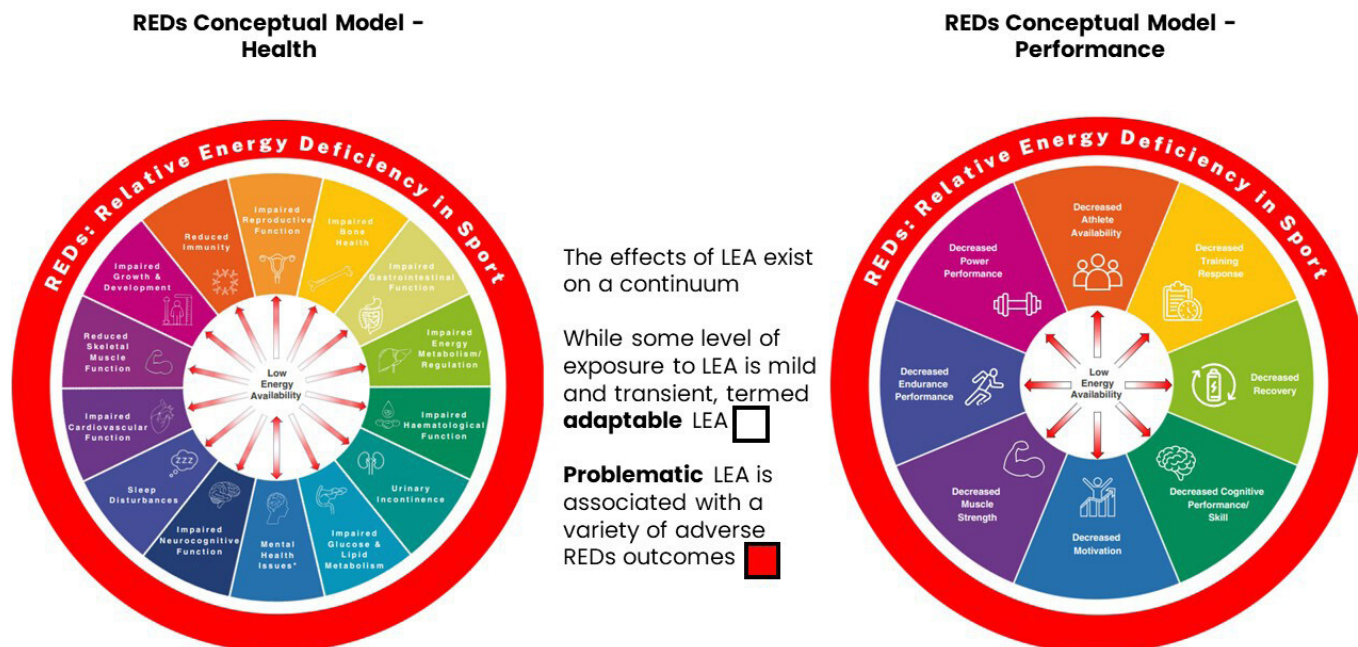 REDs Conceptual Model –
Health
REDs: Relative Energy Deficiency in Sport
Impaired
Reproductive
Function
Impaired
Bone
Health
Impaired
Gastrointestinal
Function
Impaired
Energy
Metabolism/
Regulation
Impaired
Haematological
Function
Urinary
Incontinence
Impaired
Glucose &
Lipid
Metabolism
Mental
Health
Issues*
Impaired
Neurocognitive
Function
Sleep
Disturbances
ZZZ
Impaired
Cardiovascular
Function
Reduced
Skeletal
Muscle
Function
Impaired
Growth &
Development
Reduced
Immunity
Low
Energy
Availability
The effects of LEA exist
on a continuum
While some level of
exposure to LEA is mild
and transient, termed
adaptable LEA
Problematic LEA is
associated with a
variety of adverse
REDs outcomes
REDs Conceptual Model –
Performance
REDs: Relative Energy Deficiency in Sport
Decreased
Athlete
Availability
Decreased
Training
Response
Decreased
Recovery
Decreased Cognitive
Performance/
Skill
Decreased
Motivation
Decreased
Muscle
Strength
Decreased
Endurance
Performance
Decreased
Power
Performance
Low
Energy
Availability